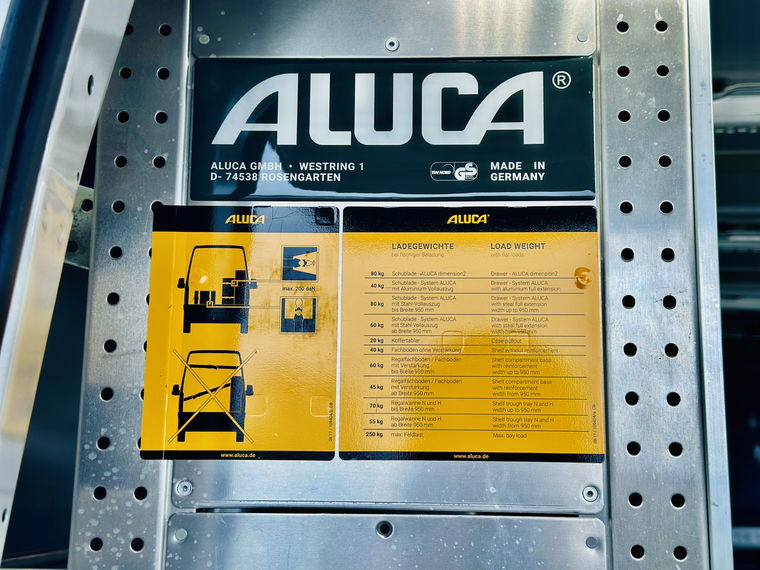 ALUCA®
ALUCA GMBH · WESTRING 1
D- 74538 ROSENGARTEN
TÜV NORD GS
MADE IN
GERMANY
ALUCA
max. 200 daN
www.aluca.de
ALUCA
LADEGEWICHTE LOAD WEIGHT
bei flächiger Belastung with flat loads
80 kg Schublade - ALUCA dimension2 Drawer - ALUCA dimension2
40 kg Schublade - System ALUCA Drawer - System ALUCA
mit Aluminium-Vollauszug with aluminium full extension
80 kg Schublade - System ALUCA Drawer - System ALUCA
mit Stahl-Vollauszug with steal full extension
bis Breite 950 mm width up to 950 mm
60 kg Schublade - System ALUCA Drawer - System ALUCA
mit Stahl-Vollauszug with steal full extension
ab Breite 950 mm width from 950 mm
20 kg Koffertablar Case pullout
40 kg Fachboden ohne Verstärkung Shelf without reinforcement
60 kg Regalfachboden / Fachboden Shelf compartment base
mit Verstärkung with reinforcement
bis Breite 950 mm width up to 950 mm
45 kg Regalfachboden / Fachboden Shelf compartment base
mit Verstärkung with reinforcement
ab Breite 950 mm width from 950 mm
70 kg Regalwanne N und H Shelf trough tray N and H
bis Breite 950 mm width up to 950 mm
55 kg Regalwanne N und H Shelf trough tray N and H
ab Breite 950 mm width from 950 mm
250 kg max. Feldlast Max. bay load
www.aluca.de